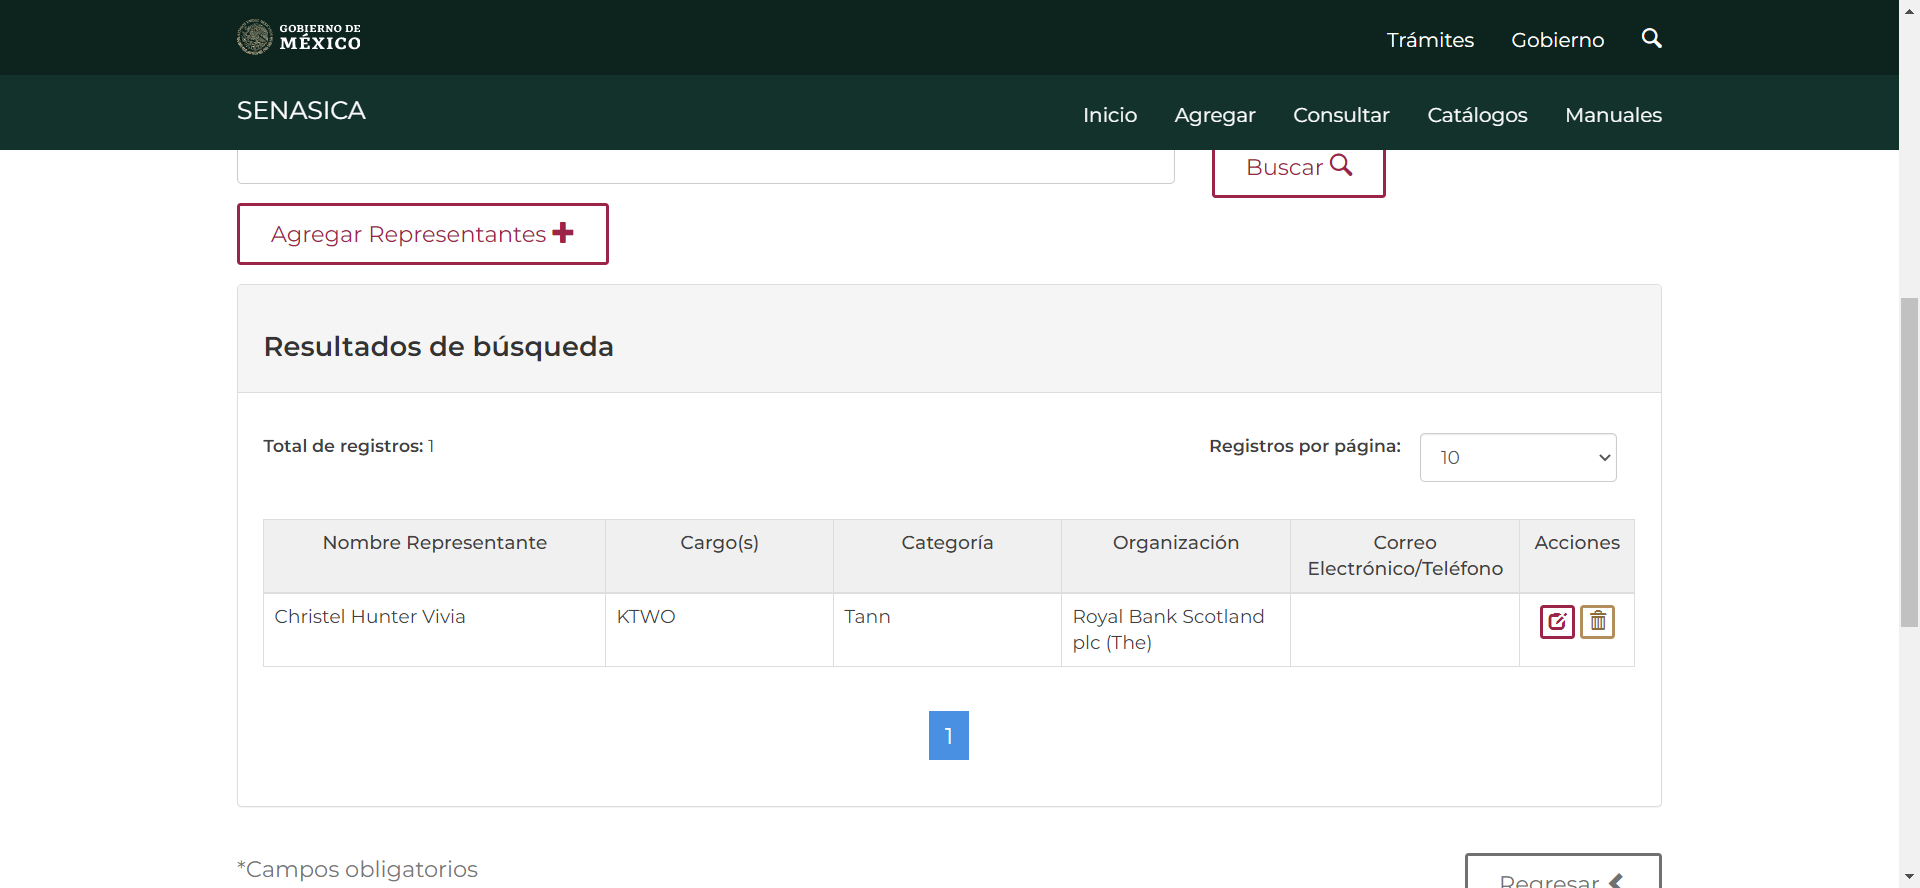 GOBIERNO DE
MÉXICO
Trámites
Gobierno
SENASICA
Inicio
Agregar
Consultar
Catálogos
Manuales
Buscar
Agregar Representantes
Resultados de búsqueda
Total de registros: 1
Registros por página:
10
Nombre Representante
Cargo(s)
Categoría
Organización
Correo
Electrónico/Teléfono
Acciones
Christel Hunter Vivia
KTWO
Tann
Royal Bank Scotland
plc (The)
1
*Campos obligatorios
Regresar